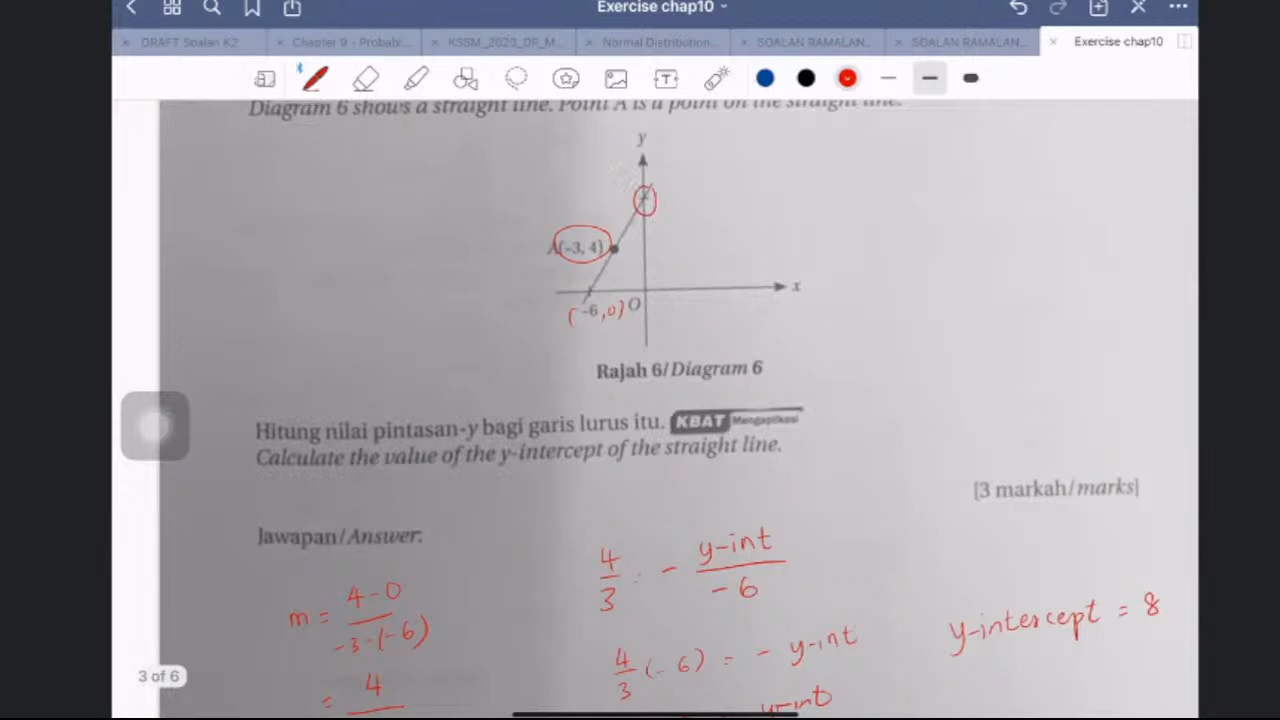 Exercise chap10
DRAFT Soalan K2
Chapter 9 - Probabi...
KSSM_2020_DP_M...
Normal Distribution...
SOALAN RAMALAN...
SOALAN RAMALAN...
Exercise chap10
Diagram 6 shows a straight line. Point A is a point on the straight line.
y
A(-3, 4)
x
(-6,0)
O
Rajah 6/Diagram 6
Hitung nilai pintasan-y bagi garis lurus itu. KBAT Mengaplikasi
Calculate the value of the y-intercept of the straight line.
[3 markah/marks]
Jawapan/Answer:
m = 4-0 / -3-(-6)
= 4
4/3 = - y-int / -6
4/3 (-6) = - y-int
y-int
y-intercept = 8
3 of 6